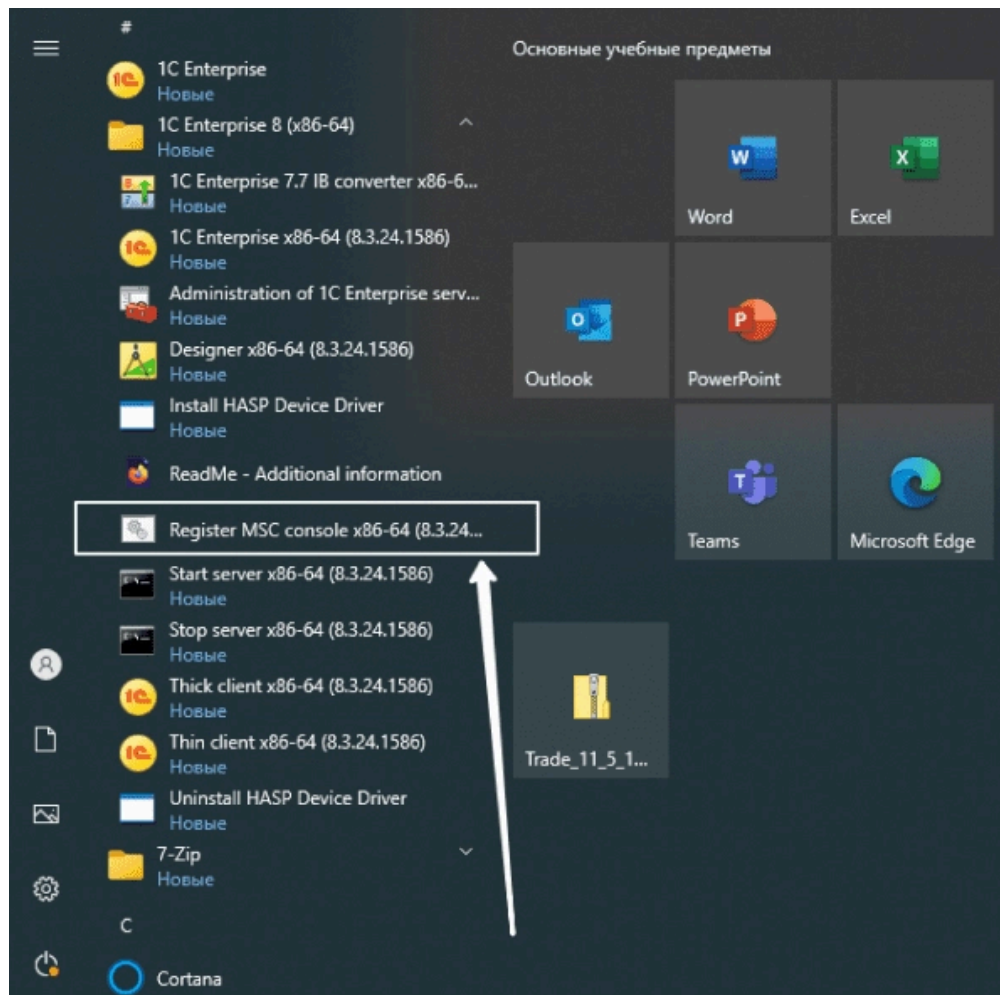 #
1C Enterprise
Новые
1C Enterprise 8 (x86-64)
Новые
1C Enterprise 7.7 IB converter x86-6...
Новые
1C Enterprise x86-64 (8.3.24.1586)
Новые
Administration of 1C Enterprise serv...
Новые
Designer x86-64 (8.3.24.1586)
Новые
Install HASP Device Driver
Новые
ReadMe - Additional information
Register MSC console x86-64 (8.3.24...
Start server x86-64 (8.3.24.1586)
Новые
Stop server x86-64 (8.3.24.1586)
Новые
Thick client x86-64 (8.3.24.1586)
Новые
Thin client x86-64 (8.3.24.1586)
Новые
Uninstall HASP Device Driver
Новые
7-Zip
Новые
C
Cortana
Основные учебные предметы
Word
Excel
Outlook
PowerPoint
Teams
Microsoft Edge
Trade_11_5_1...